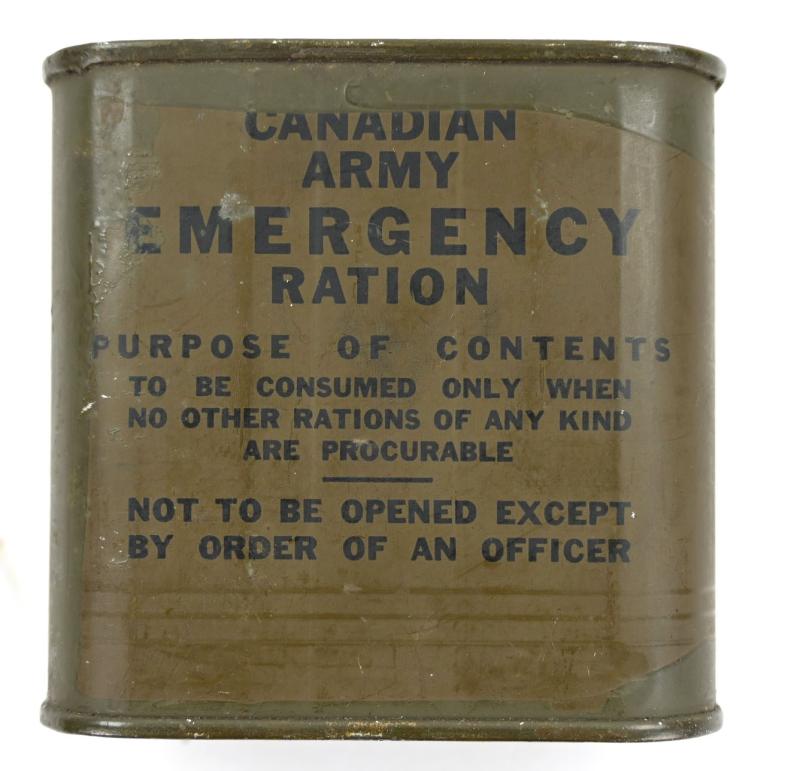 CANADIAN
ARMY
EMERGENCY
RATION
PURPOSE OF CONTENTS
TO BE CONSUMED ONLY WHEN
NO OTHER RATIONS OF ANY KIND
ARE PROCURABLE
NOT TO BE OPENED EXCEPT
BY ORDER OF AN OFFICER